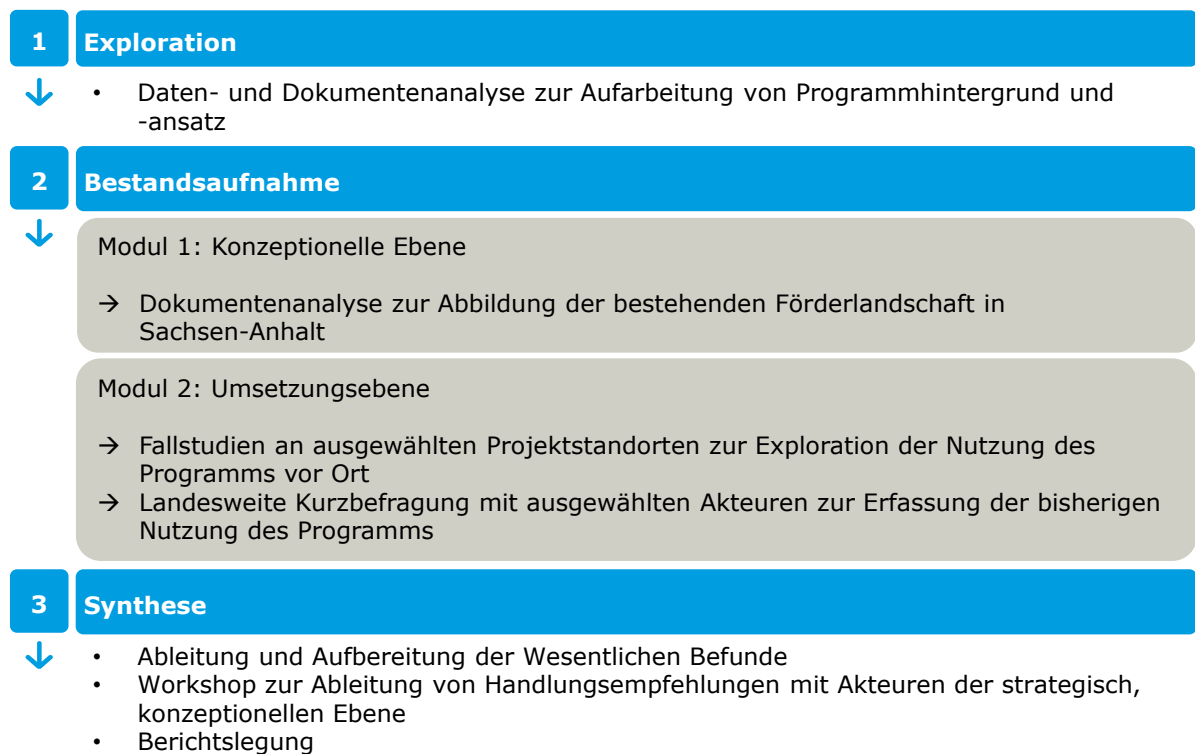 1 Exploration
• Daten- und Dokumentenanalyse zur Aufarbeitung von Programmhintergrund und
-ansatz
2 Bestandsaufnahme
Modul 1: Konzeptionelle Ebene
→ Dokumentenanalyse zur Abbildung der bestehenden Förderlandschaft in
Sachsen-Anhalt
Modul 2: Umsetzungsebene
→ Fallstudien an ausgewählten Projektstandorten zur Exploration der Nutzung des
Programms vor Ort
→ Landesweite Kurzbefragung mit ausgewählten Akteuren zur Erfassung der bisherigen
Nutzung des Programms
3 Synthese
• Ableitung und Aufbereitung der Wesentlichen Befunde
• Workshop zur Ableitung von Handlungsempfehlungen mit Akteuren der strategisch,
konzeptionellen Ebene
• Berichtslegung